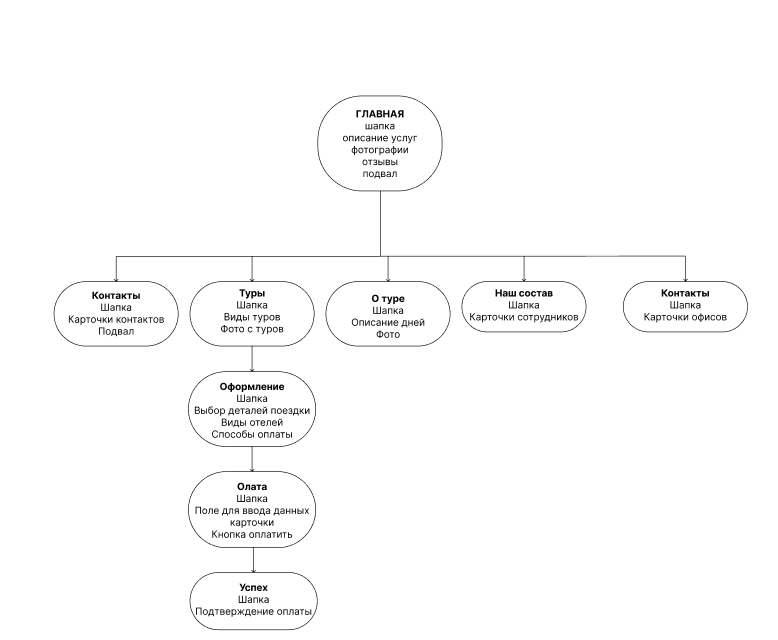 ГЛАВНАЯ
шапка
описание услуг
фотографии
отзывы
подвал
Контакты
Шапка
Карточки контактов
Подвал
Туры
Шапка
Виды туров
Фото с туров
О туре
Шапка
Описание дней
Фото
Наш состав
Шапка
Карточки сотрудников
Контакты
Шапка
Карточки офисов
Оформление
Шапка
Выбор деталей поездки
Виды отелей
Способы оплаты
Олата
Шапка
Поле для ввода данных
карточки
Кнопка оплатить
Успех
Шапка
Подтверждение оплаты